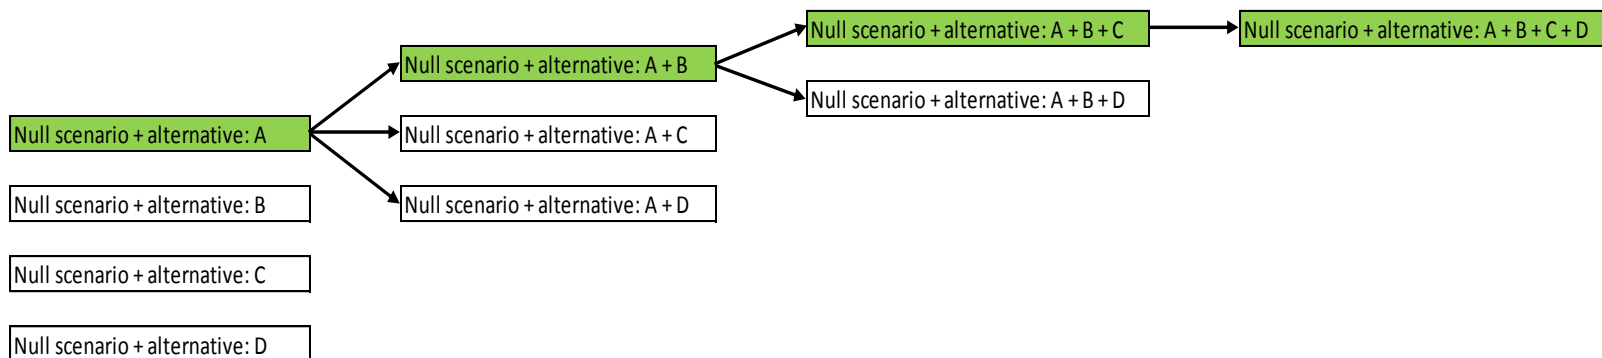 Null scenario + alternative: A + B + C
Null scenario + alternative: A + B + C + D
Null scenario + alternative: A + B
Null scenario + alternative: A + B + D
Null scenario + alternative: A
Null scenario + alternative: A + C
Null scenario + alternative: B
Null scenario + alternative: A + D
Null scenario + alternative: C
Null scenario + alternative: D